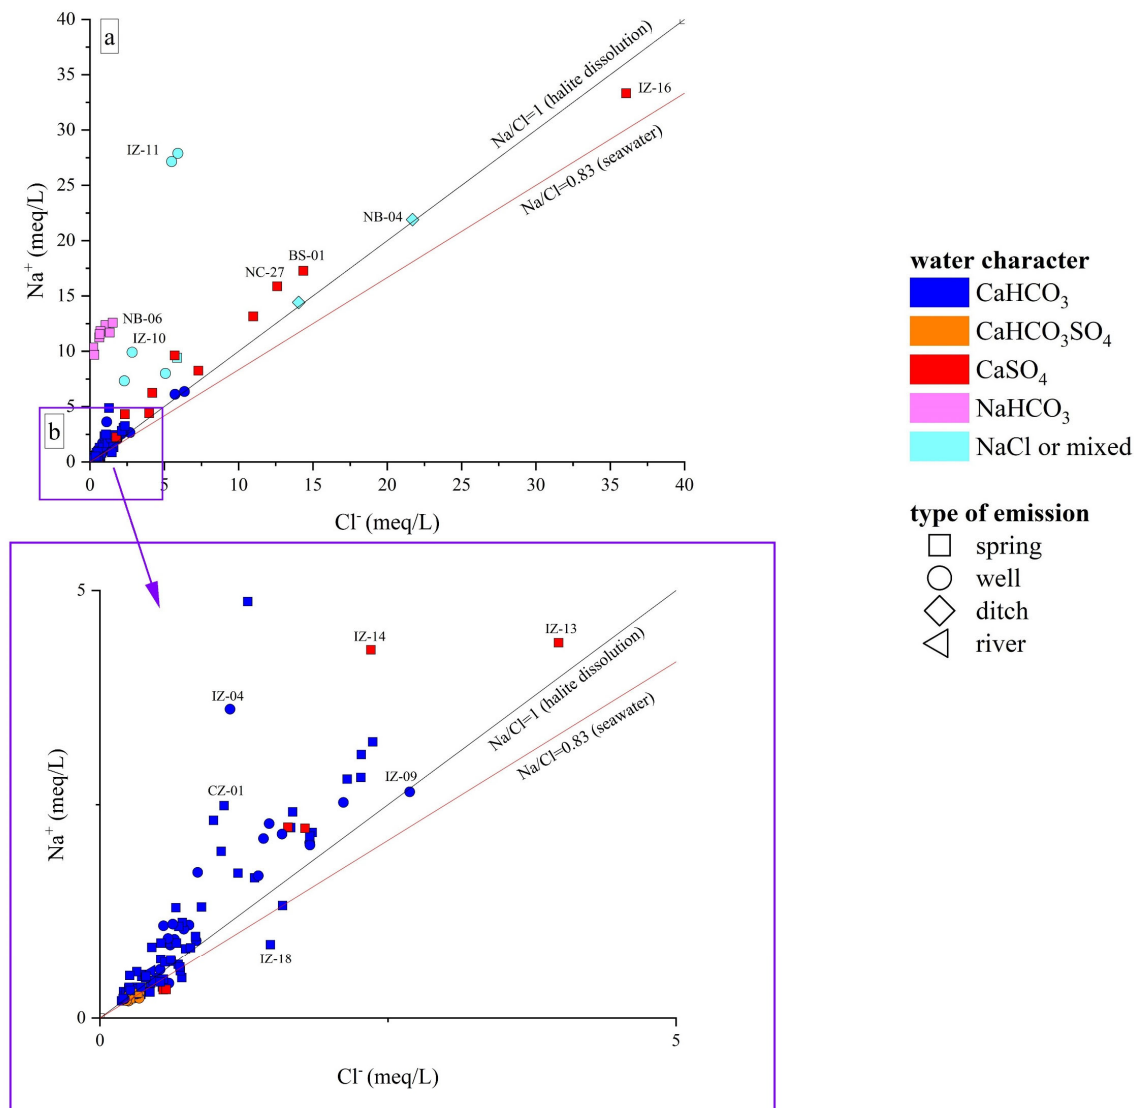 a
40
35
30
25
20
15
10
5
0
Na⁺ (meq/L)
Na/Cl=1 (halite dissolution)
Na/Cl=0.83 (seawater)
IZ-16
IZ-11
NB-04
BS-01
NC-27
NB-06
IZ-10
b
0 5 10 15 20 25 30 35 40
Cl⁻ (meq/L)
water character
CaHCO₃
CaHCO₃SO₄
CaSO₄
NaHCO₃
NaCl or mixed
type of emission
spring
well
ditch
river
5
0
Na⁺ (meq/L)
IZ-14
IZ-13
Na/Cl=1 (halite dissolution)
IZ-04
Na/Cl=0.83 (seawater)
IZ-09
CZ-01
IZ-18
0 5
Cl⁻ (meq/L)